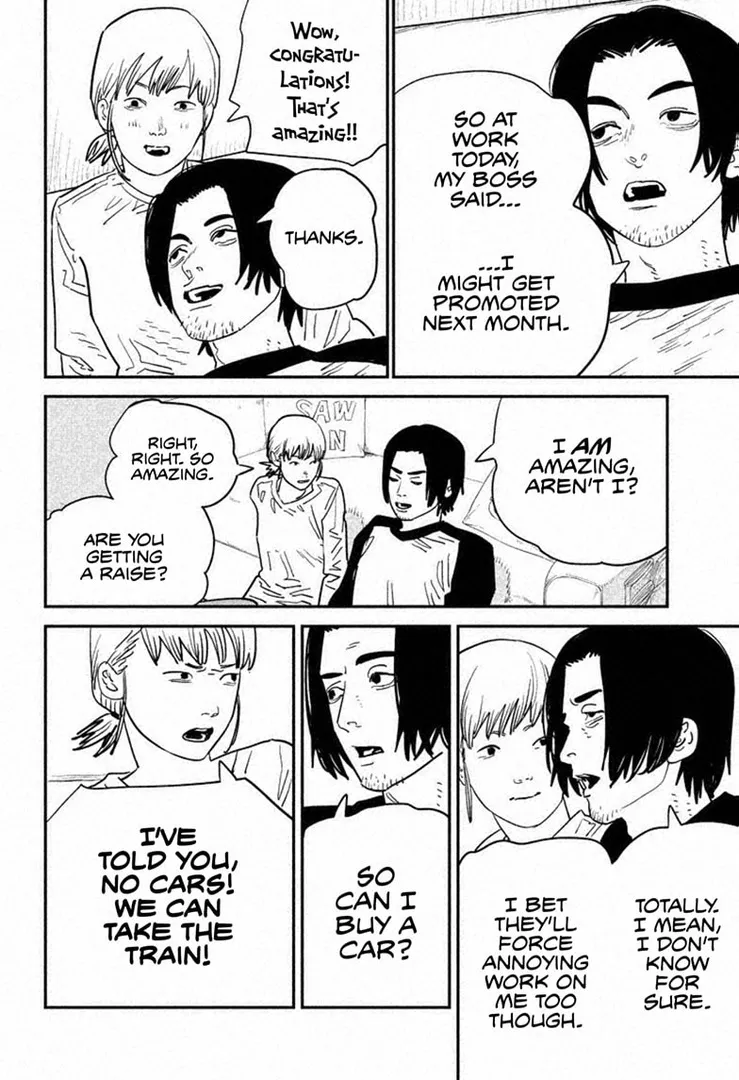 SO AT
WORK
TODAY,
MY BOSS
SAID...
...I
MIGHT GET
PROMOTED
NEXT MONTH.
WOW,
CONGRATU-
LATIONS!
THAT'S
AMAZING!!
THANKS.
I AM
AMAZING,
AREN'T I?
SAW
N
RIGHT,
RIGHT. SO
AMAZING.
ARE YOU
GETTING
A RAISE?
TOTALLY.
I MEAN,
I DON'T
KNOW
FOR
SURE.
I BET
THEY'LL
FORCE
ANNOYING
WORK ON
ME TOO
THOUGH.
SO
CAN I
BUY A
CAR?
I'VE
TOLD YOU,
NO CARS!
WE CAN
TAKE THE
TRAIN!